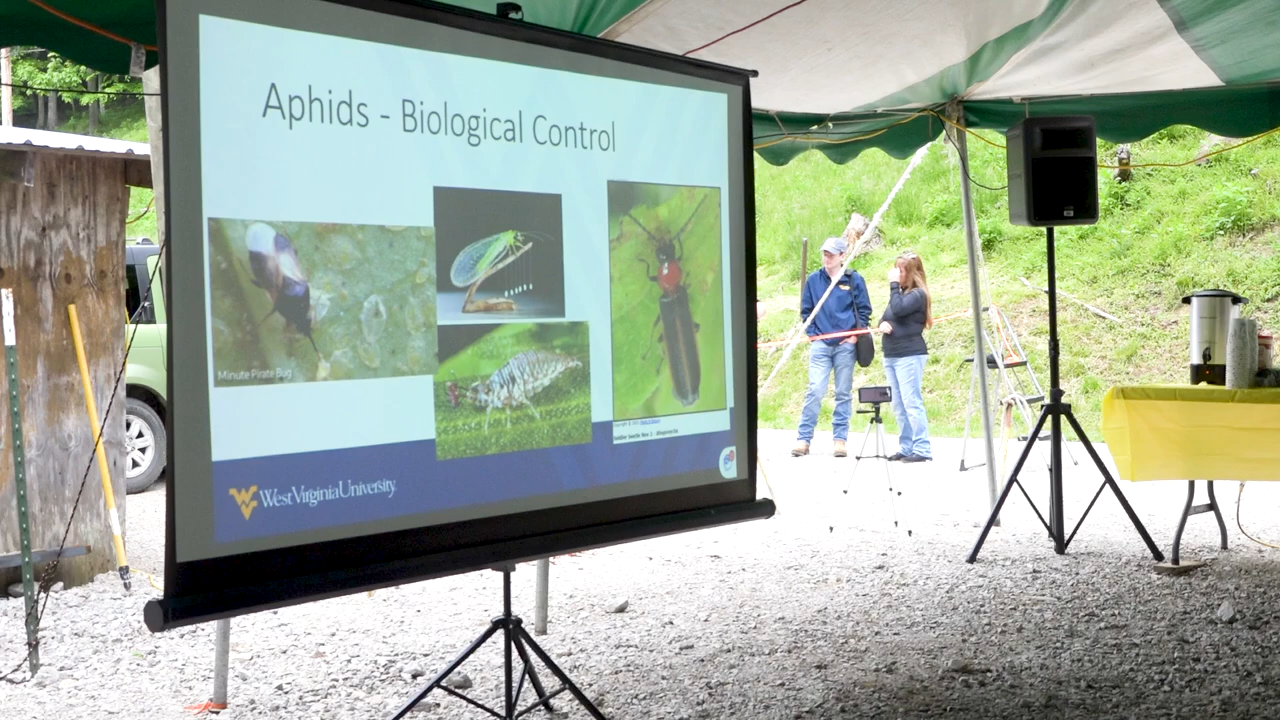 Aphids - Biological Control
Minute Pirate Bug
West Virginia University